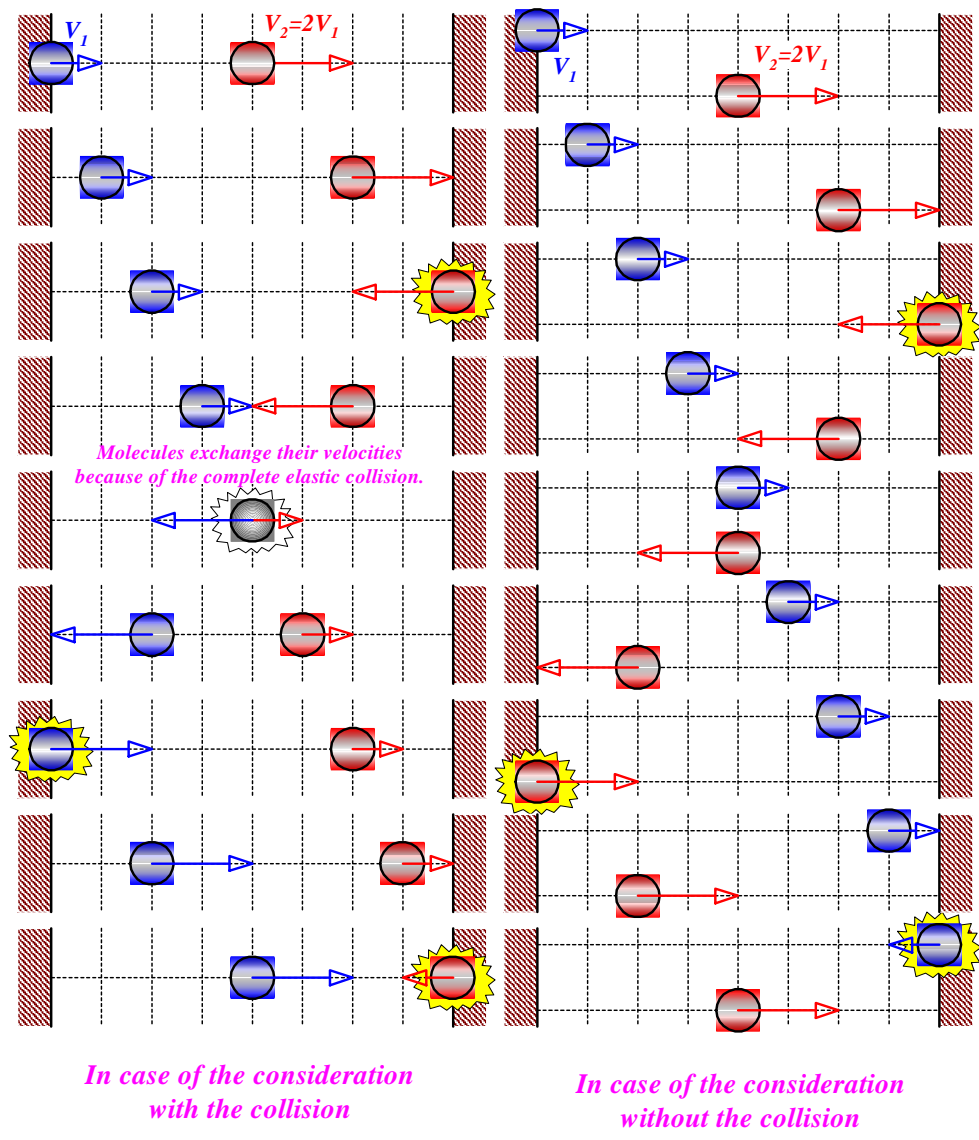 V1
V2=2V1
V1
V2=2V1
Molecules exchange their velocities
because of the complete elastic collision.
In case of the consideration
with the collision
In case of the consideration
without the collision